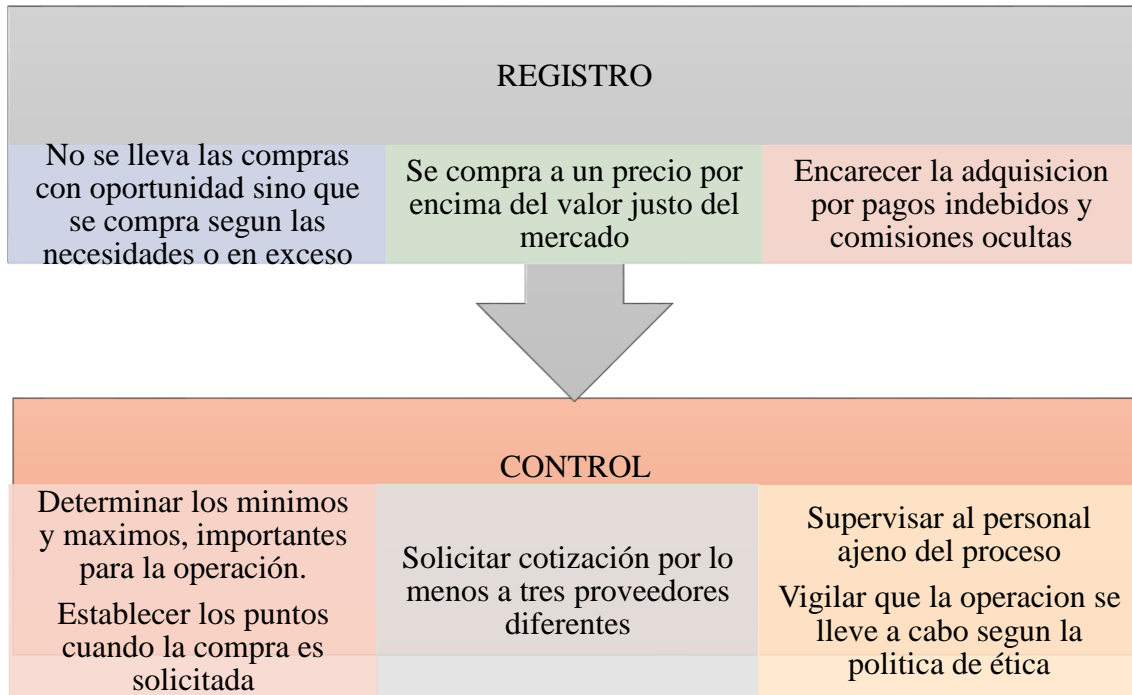 REGISTRO
No se lleva las compras
con oportunidad sino que
se compra segun las
necesidades o en exceso
Se compra a un precio por
encima del valor justo del
mercado
Encarecer la adquisicion
por pagos indebidos y
comisiones ocultas
CONTROL
Determinar los minimos
y maximos, importantes
para la operación.
Establecer los puntos
cuando la compra es
solicitada
Solicitar cotización por lo
menos a tres proveedores
diferentes
Supervisar al personal
ajeno del proceso
Vigilar que la operacion se
lleve a cabo segun la
politica de ética